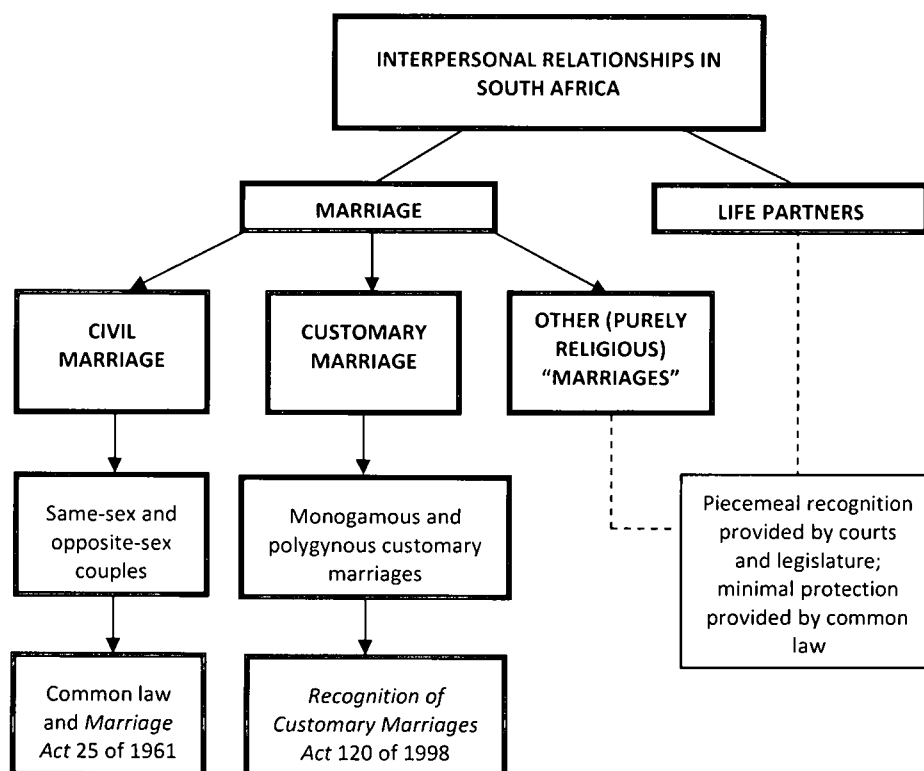 INTERPERSONAL RELATIONSHIPS IN
SOUTH AFRICA
MARRIAGE
LIFE PARTNERS
CIVIL
MARRIAGE
CUSTOMARY
MARRIAGE
OTHER (PURELY
RELIGIOUS)
“MARRIAGES”
Same-sex and
opposite-sex
couples
Monogamous and
polygynous customary
marriages
Piecemeal recognition
provided by courts
and legislature;
minimal protection
provided by common
law
Common law
and Marriage
Act 25 of 1961
Recognition of
Customary Marriages
Act 120 of 1998